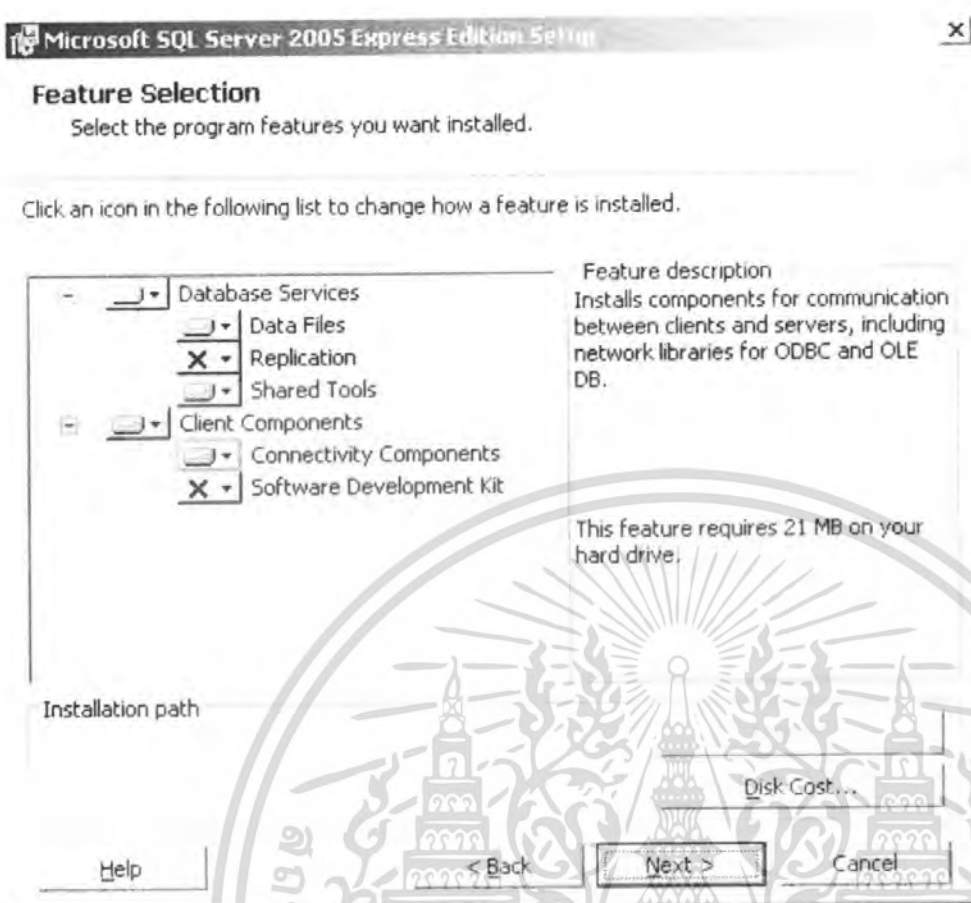 Microsoft SQL Server 2005 Express Edition Setup
Feature Selection
Select the program features you want installed.
Click an icon in the following list to change how a feature is installed.
Database Services
Data Files
Replication
Shared Tools
Client Components
Connectivity Components
Software Development Kit
Feature description
Installs components for communication
between clients and servers, including
network libraries for ODBC and OLE
DB.
This feature requires 21 MB on your
hard drive.
Installation path
Disk Cost...
Help
< Back
Next >
Cancel